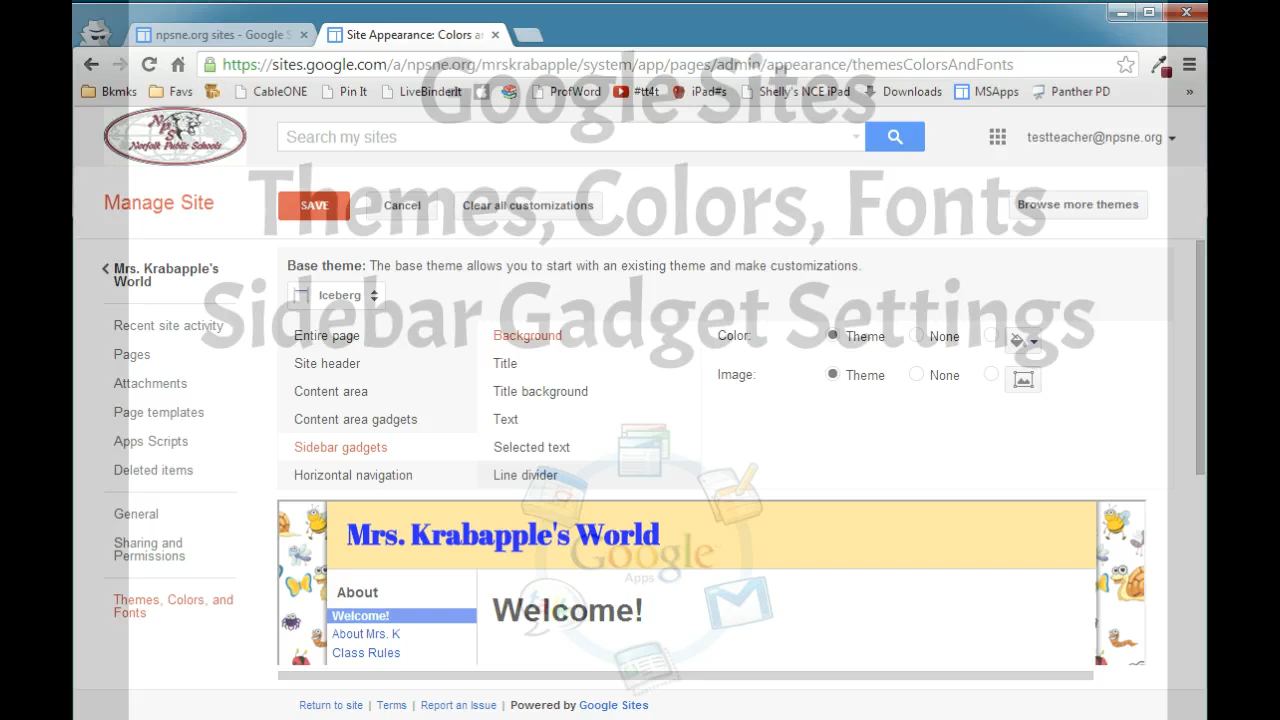 npsne.org sites - Google S
Site Appearance: Colors a
https://sites.google.com/a/npsne.org/mrskrabapple/system/app/pages/admin/appearance/themesColorsAndFonts
Bkmks
Favs
CableONE
Pin It
LiveBinderIt
ProfWord
#tt4t
iPad#s
Shelly's NCE iPad
Downloads
MSApps
Panther PD
»
Google Sites
Themes, Colors, Fonts
Sidebar Gadget Settings
NPS
Norfolk Public Schools
Search my sites
testteacher@npsne.org
Manage Site
SAVE
Cancel
Clear all customizations
Browse more themes
Mrs. Krabapple's
World
Recent site activity
Pages
Attachments
Page templates
Apps Scripts
Deleted items
General
Sharing and
Permissions
Themes, Colors, and
Fonts
Base theme: The base theme allows you to start with an existing theme and make customizations.
Iceberg
Entire page
Site header
Content area
Content area gadgets
Sidebar gadgets
Horizontal navigation
Background
Title
Title background
Text
Selected text
Line divider
Color:
Theme
None
Image:
Theme
None
Mrs. Krabapple's World
Google
Apps
About
Welcome!
About Mrs. K
Class Rules
Welcome!
Return to site | Terms | Report an Issue | Powered by Google Sites